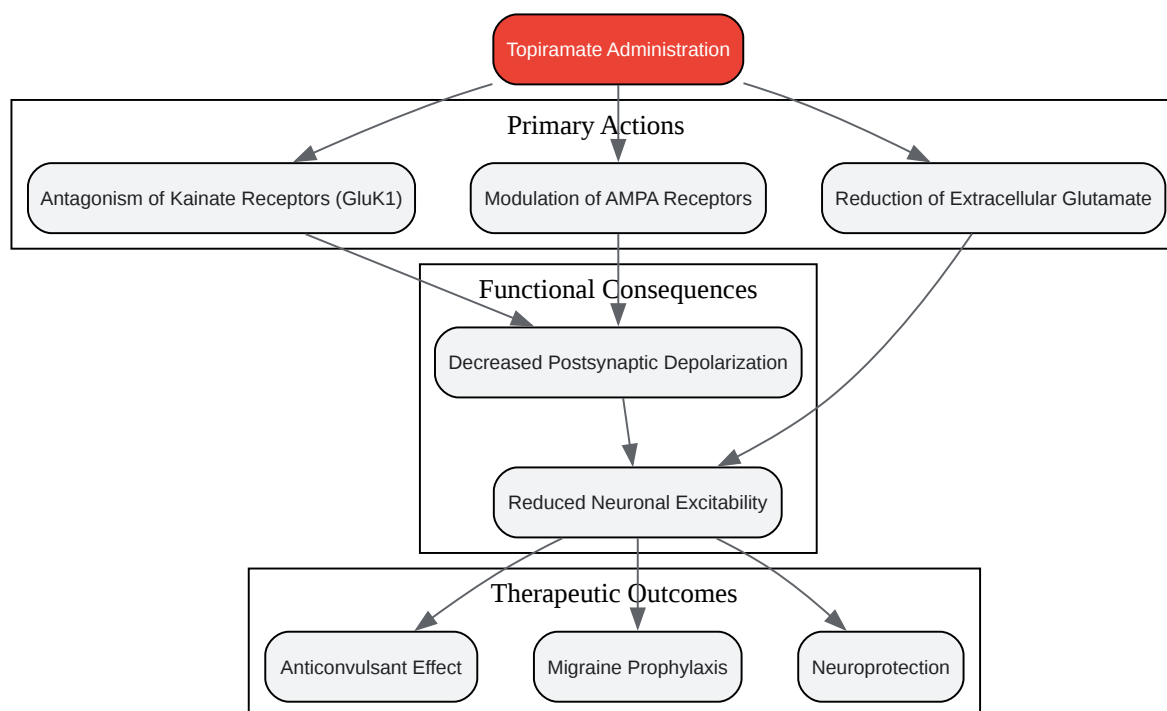 Topiramate Administration
Primary Actions
Antagonism of Kainate Receptors (GluK1)
Modulation of AMPA Receptors
Reduction of Extracellular Glutamate
Functional Consequences
Decreased Postsynaptic Depolarization
Reduced Neuronal Excitability
Therapeutic Outcomes
Anticonvulsant Effect
Migraine Prophylaxis
Neuroprotection